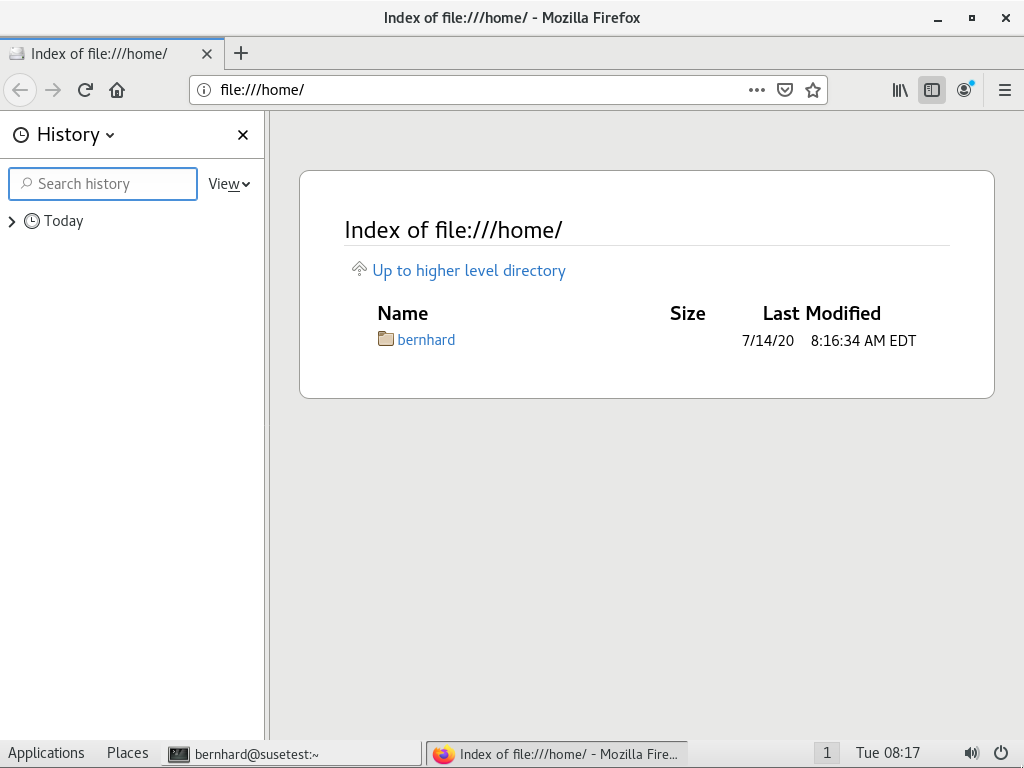 Index of file:///home/ - Mozilla Firefox
Index of file:///home/
file:///home/
History
Search history
View
Today
Index of file:///home/
Up to higher level directory
Name Size Last Modified
bernhard 7/14/20 8:16:34 AM EDT
Applications Places bernhard@susetest:~ Index of file:///home/ - Mozilla Fire... 1 Tue 08:17